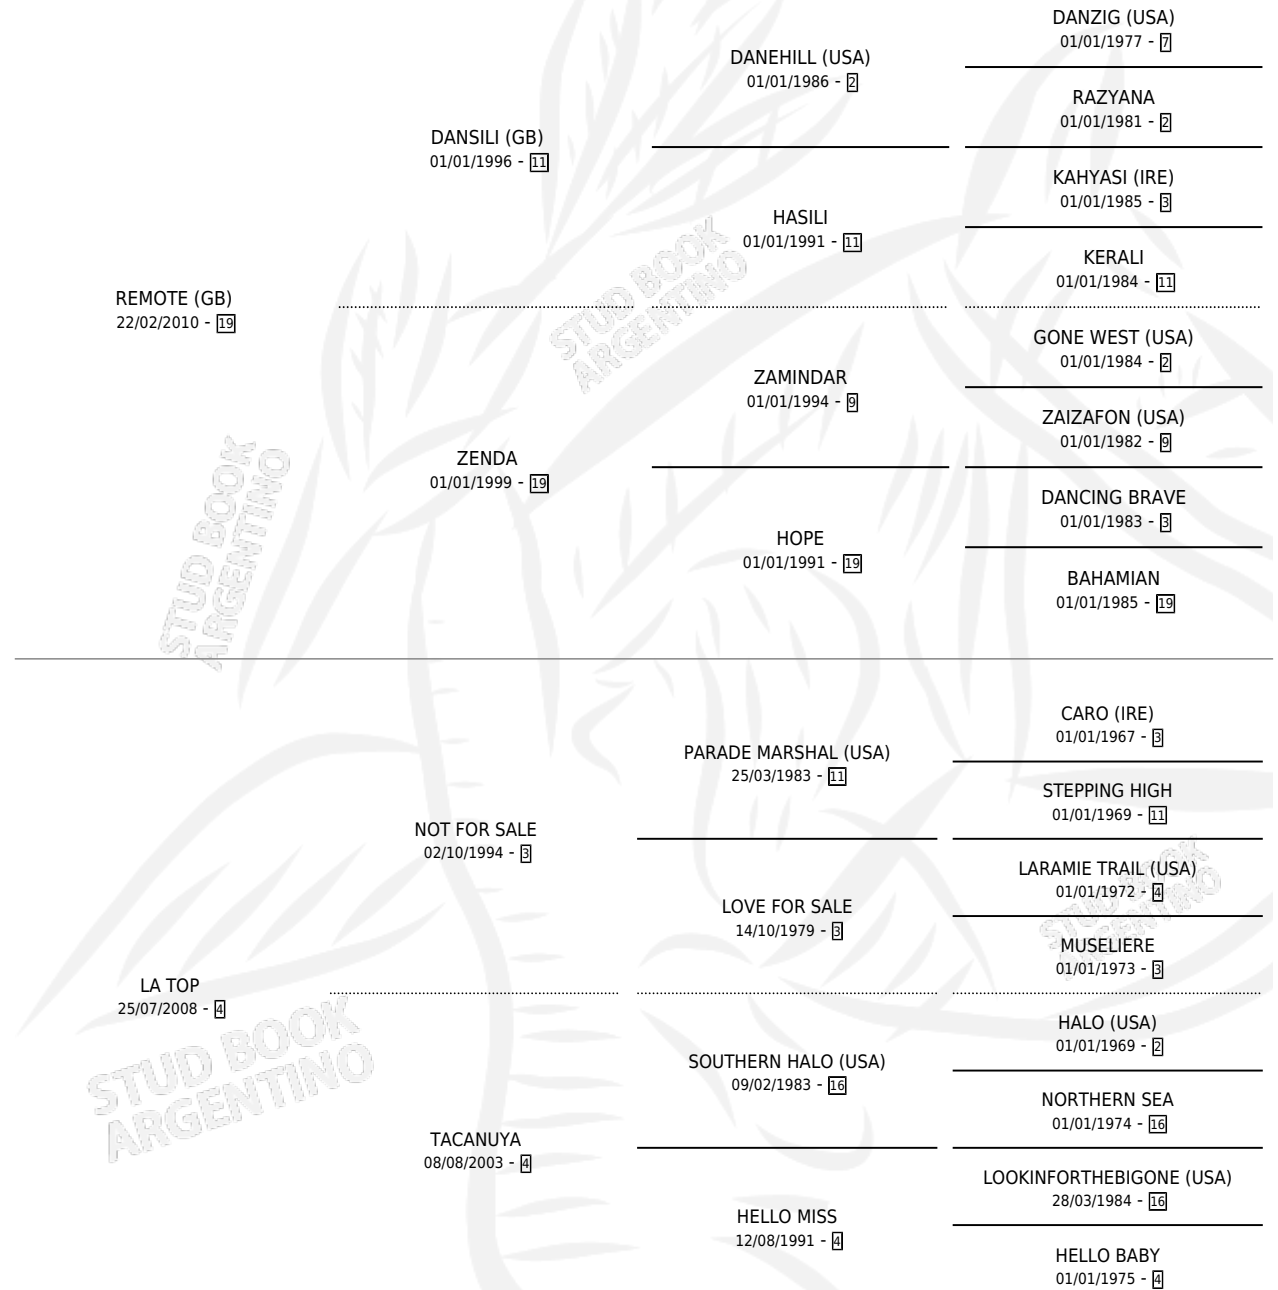 DANZIG (USA)
01/01/1977 - 7
DANEHILL (USA)
01/01/1986 - 2
RAZYANA
01/01/1981 - 2
DANSILI (GB)
01/01/1996 - 11
KAHYASI (IRE)
01/01/1985 - 3
HASILI
01/01/1991 - 11
KERALI
01/01/1984 - 11
REMOTE (GB)
22/02/2010 - 19
GONE WEST (USA)
01/01/1984 - 2
ZAMINDAR
01/01/1994 - 9
ZAIZAFON (USA)
01/01/1982 - 9
ZENDA
01/01/1999 - 19
DANCING BRAVE
01/01/1983 - 3
HOPE
01/01/1991 - 19
BAHAMIAN
01/01/1985 - 19
CARO (IRE)
01/01/1967 - 3
PARADE MARSHAL (USA)
25/03/1983 - 11
STEPPING HIGH
01/01/1969 - 11
NOT FOR SALE
02/10/1994 - 3
LARAMIE TRAIL (USA)
01/01/1972 - 4
LOVE FOR SALE
14/10/1979 - 3
MUSELIERE
01/01/1973 - 3
LA TOP
25/07/2008 - 4
HALO (USA)
01/01/1969 - 2
SOUTHERN HALO (USA)
09/02/1983 - 16
NORTHERN SEA
01/01/1974 - 16
TACANUYA
08/08/2003 - 4
LOOKINFORTHEBIGONE (USA)
28/03/1984 - 16
HELLO MISS
12/08/1991 - 4
HELLO BABY
01/01/1975 - 4
STUD BOOK
ARGENTINO
STUD BOOK
ARGENTINO
STUD BOOK
ARGENTINO
STUD BOOK
ARGENTINO